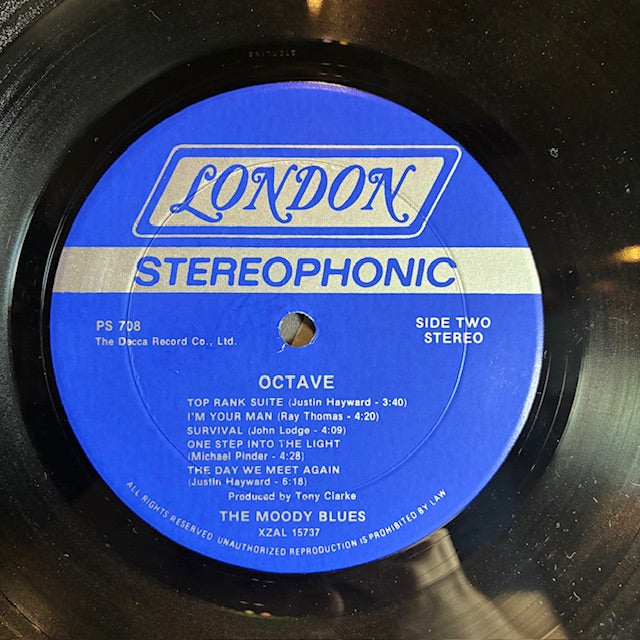 LONDON
STEREOPHONIC
PS 708
The Decca Record Co., Ltd.
SIDE TWO
STEREO
OCTAVE
TOP RANK SUITE (Justin Hayward - 3:40)
I'M YOUR MAN (Ray Thomas - 4:20)
SURVIVAL (John Lodge - 4:09)
ONE STEP INTO THE LIGHT
(Michael Pinder - 4:28)
THE DAY WE MEET AGAIN
(Justin Hayward - 6:18)
Produced by Tony Clarke
THE MOODY BLUES
XZAL 15737
ALL RIGHTS RESERVED UNAUTHORIZED REPRODUCTION IS PROHIBITED BY LAW